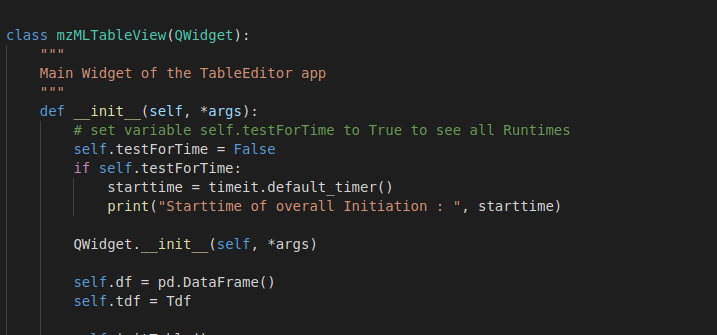 class mzMLTableView(QWidget):
    """
    Main Widget of the TableEditor app
    """
    def __init__(self, *args):
        # set variable self.testForTime to True to see all Runtimes
        self.testForTime = False
        if self.testForTime:
            starttime = timeit.default_timer()
            print("Starttime of overall Initiation : ", starttime)
        QWidget.__init__(self, *args)
        self.df = pd.DataFrame()
        self.tdf = Tdf